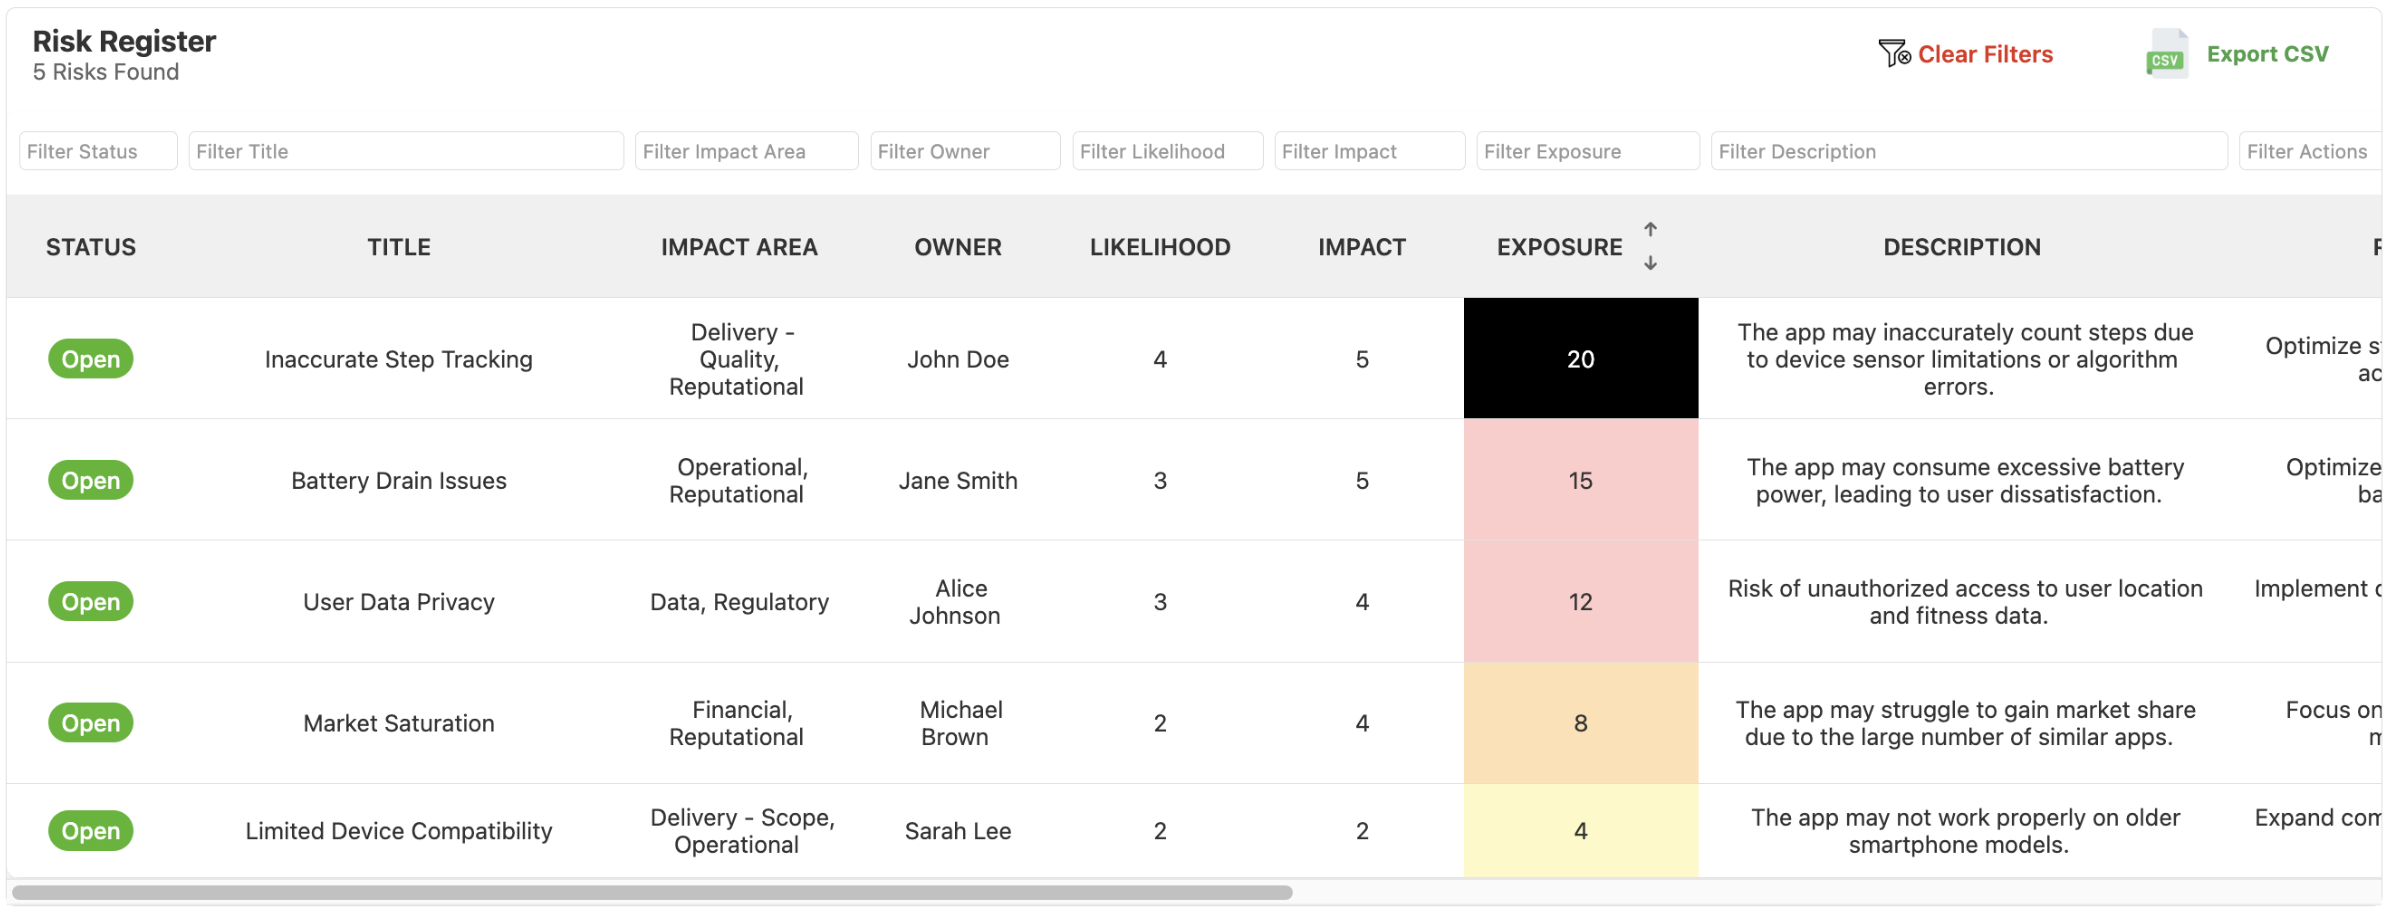 Risk Register
5 Risks Found
Clear Filters
CSV
Export CSV
Filter Status
Filter Title
Filter Impact Area
Filter Owner
Filter Likelihood
Filter Impact
Filter Exposure
Filter Description
Filter Actions
STATUS
TITLE
IMPACT AREA
OWNER
LIKELIHOOD
IMPACT
EXPOSURE
DESCRIPTION
Open
Inaccurate Step Tracking
Delivery -
Quality,
Reputational
John Doe
4
5
20
The app may inaccurately count steps due
to device sensor limitations or algorithm
errors.
Optimize
Open
Battery Drain Issues
Operational,
Reputational
Jane Smith
3
5
15
The app may consume excessive battery
power, leading to user dissatisfaction.
Optimize
Open
User Data Privacy
Data, Regulatory
Alice
Johnson
3
4
12
Risk of unauthorized access to user location
and fitness data.
Implement
Open
Market Saturation
Financial,
Reputational
Michael
Brown
2
4
8
The app may struggle to gain market share
due to the large number of similar apps.
Focus on
Open
Limited Device Compatibility
Delivery - Scope,
Operational
Sarah Lee
2
2
4
The app may not work properly on older
smartphone models.
Expand